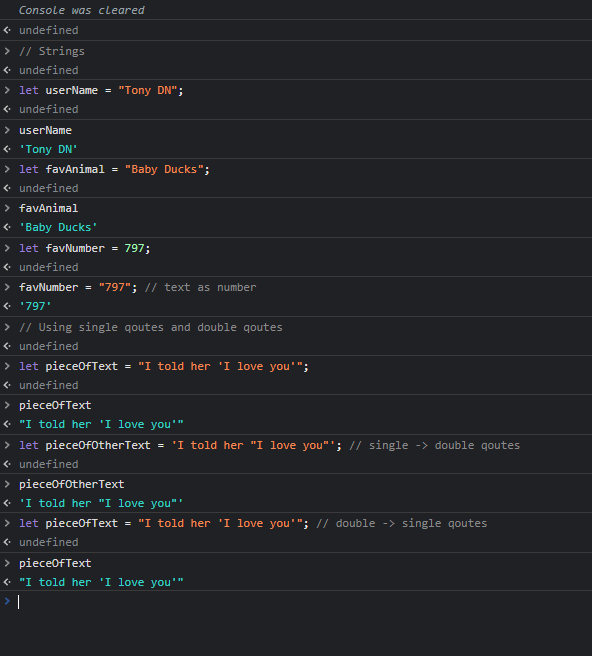 Console was cleared
undefined
// Strings
undefined
let userName = "Tony DN";
undefined
userName
'Tony DN'
let favAnimal = "Baby Ducks";
undefined
favAnimal
'Baby Ducks'
let favNumber = 797;
undefined
favNumber = "797"; // text as number
'797'
// Using single qoutes and double qoutes
undefined
let pieceOfText = "I told her 'I love you'";
undefined
pieceOfText
"I told her 'I love you'"
let pieceOfOtherText = 'I told her "I love you"'; // single -> double qoutes
undefined
pieceOfOtherText
'I told her "I love you"'
let pieceOfText = "I told her 'I love you'"; // double -> single qoutes
undefined
pieceOfText
"I told her 'I love you'"